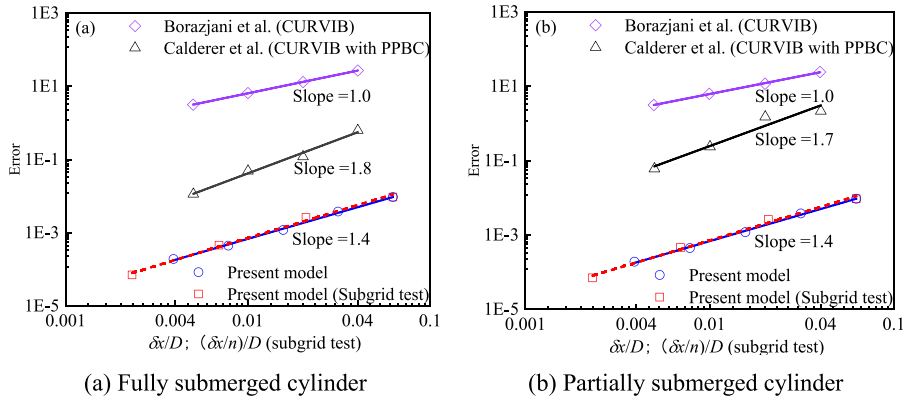 (a)
Borazjani et al. (CURVIB)
Calderer et al. (CURVIB with PPBC)
1E3
1E1
1E-1
1E-3
1E-5
Error
Slope =1.0
Slope =1.8
Slope =1.4
Present model
Present model (Subgrid test)
0.001
0.004
0.01
0.04
0.1
δx/D；（δx/n)/D (subgrid test)
(a) Fully submerged cylinder
(b)
Borazjani et al. (CURVIB)
Calderer et al. (CURVIB with PPBC)
1E3
1E1
1E-1
1E-3
1E-5
Error
Slope =1.0
Slope =1.7
Slope =1.4
Present model
Present model (Subgrid test)
0.001
0.01
0.04
0.1
δx/D；（δx/n)/D (subgrid test)
(b) Partially submerged cylinder